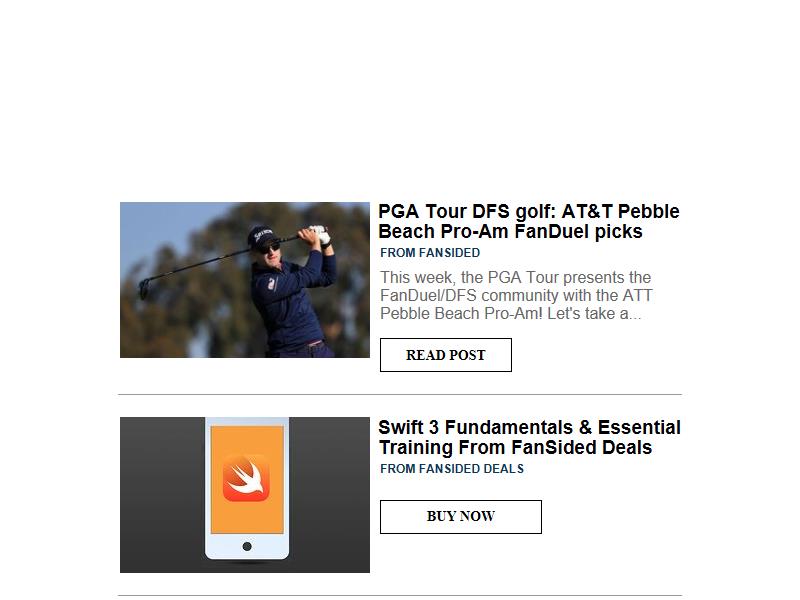 PGA Tour DFS golf: AT&T Pebble
Beach Pro-Am FanDuel picks
FROM FANSIDED
This week, the PGA Tour presents the
FanDuel/DFS community with the ATT
Pebble Beach Pro-Am! Let's take a...
READ POST
Swift 3 Fundamentals & Essential
Training From FanSided Deals
FROM FANSIDED DEALS
BUY NOW